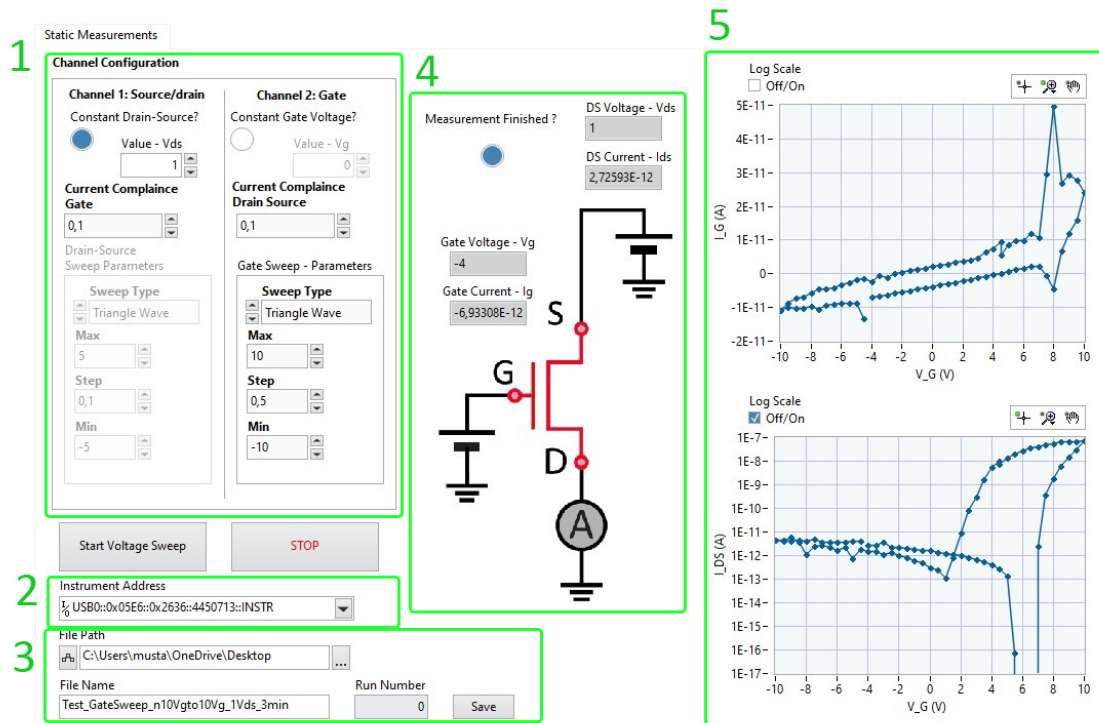 Static Measurements
1
Channel Configuration
Channel 1: Source/drain
Constant Drain-Source?
Value - Vds
1
Current Complaince
Gate
0,1
Drain-Source
Sweep Parameters
Sweep Type
Triangle Wave
Max
5
Step
0,1
Min
-5
Channel 2: Gate
Constant Gate Voltage?
Value - Vg
0
Current Complaince
Drain Source
0,1
Gate Sweep - Parameters
Sweep Type
Triangle Wave
Max
10
Step
0,5
Min
-10
Start Voltage Sweep
STOP
2
Instrument Address
I/0 USB0::0x05E6::0x2636::4450713::INSTR
3
File Path
C:\Users\musta\OneDrive\Desktop
...
File Name
Test_GateSweep_n10Vgto10Vg_1Vds_3min
Run Number
0
Save
4
Measurement Finished ?
DS Voltage - Vds
1
DS Current - Ids
2,72593E-12
Gate Voltage - Vg
-4
Gate Current - Ig
-6,93308E-12
S
G
D
A
5
Log Scale
Off/On
I_G (A)
5E-11
4E-11
3E-11
2E-11
1E-11
0
-1E-11
-2E-11
-10 -8 -6 -4 -2 0 2 4 6 8 10
V_G (V)
Log Scale
Off/On
I_DS (A)
1E-7
1E-8
1E-9
1E-10
1E-11
1E-12
1E-13
1E-14
1E-15
1E-16
1E-17
-10 -8 -6 -4 -2 0 2 4 6 8 10
V_G (V)